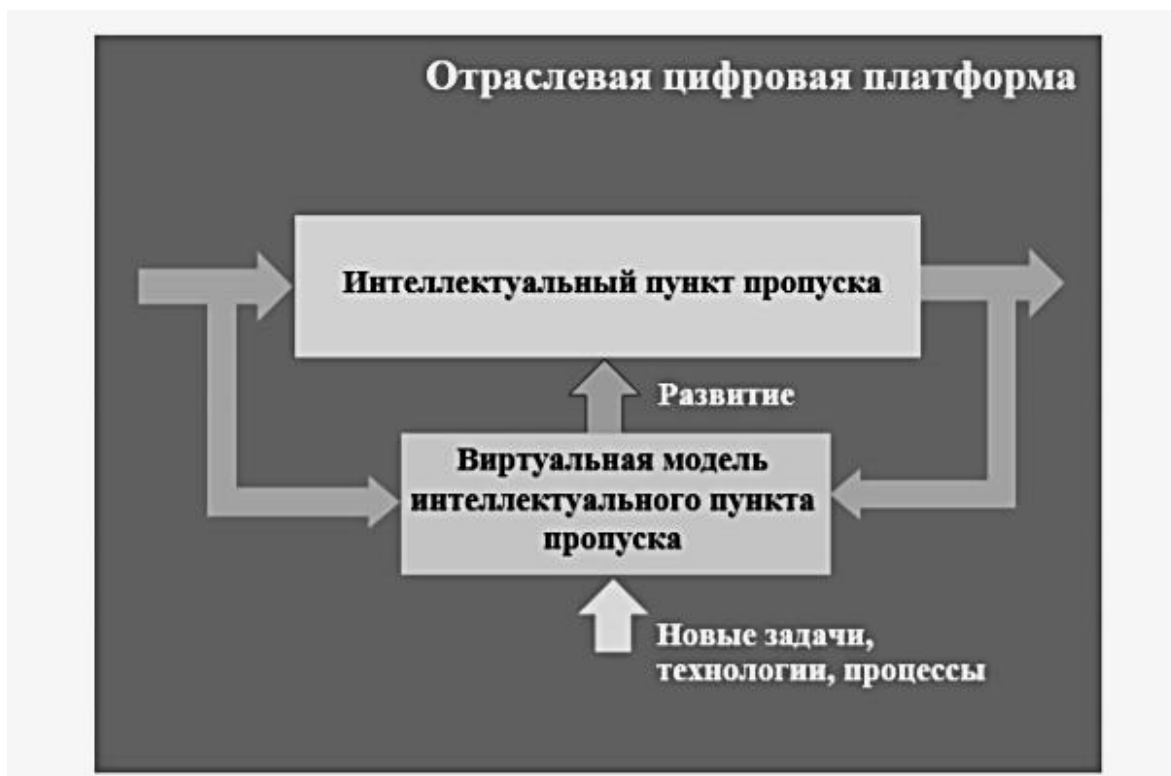 Отраслевая цифровая платформа
Интеллектуальный пункт пропуска
Развитие
Виртуальная модель
интеллектуального пункта
пропуска
Новые задачи,
технологии, процессы